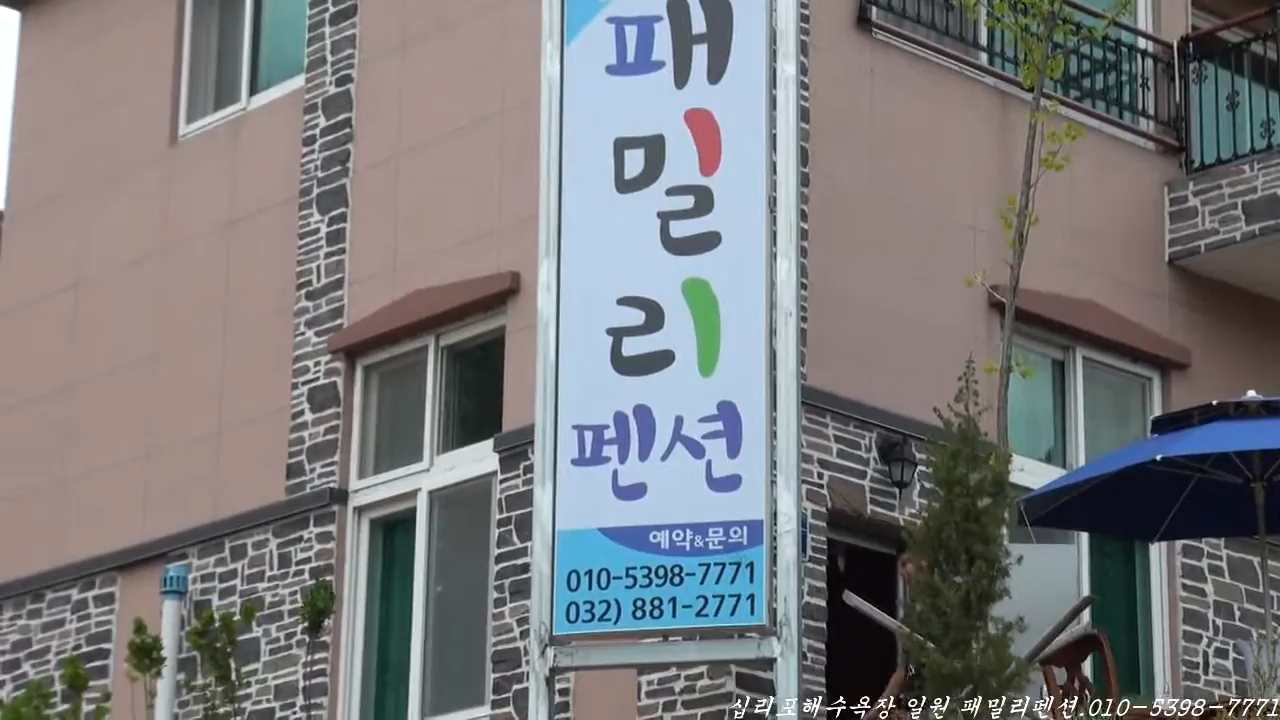 패
밀
리
펜션
예약&문의
010-5398-7771
032) 881-2771
십리포해수욕장 일원 패밀리펜션.010-5398-7771